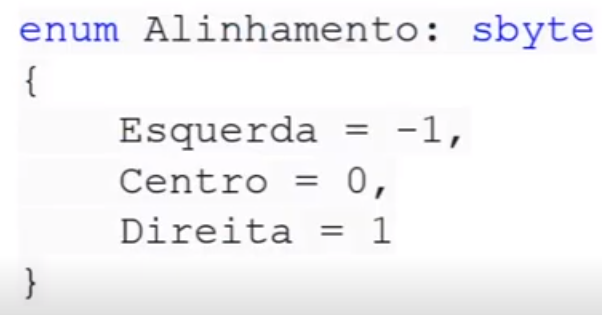 enum Alinhamento: sbyte
{
    Esquerda = -1,
    Centro = 0,
    Direita = 1
}